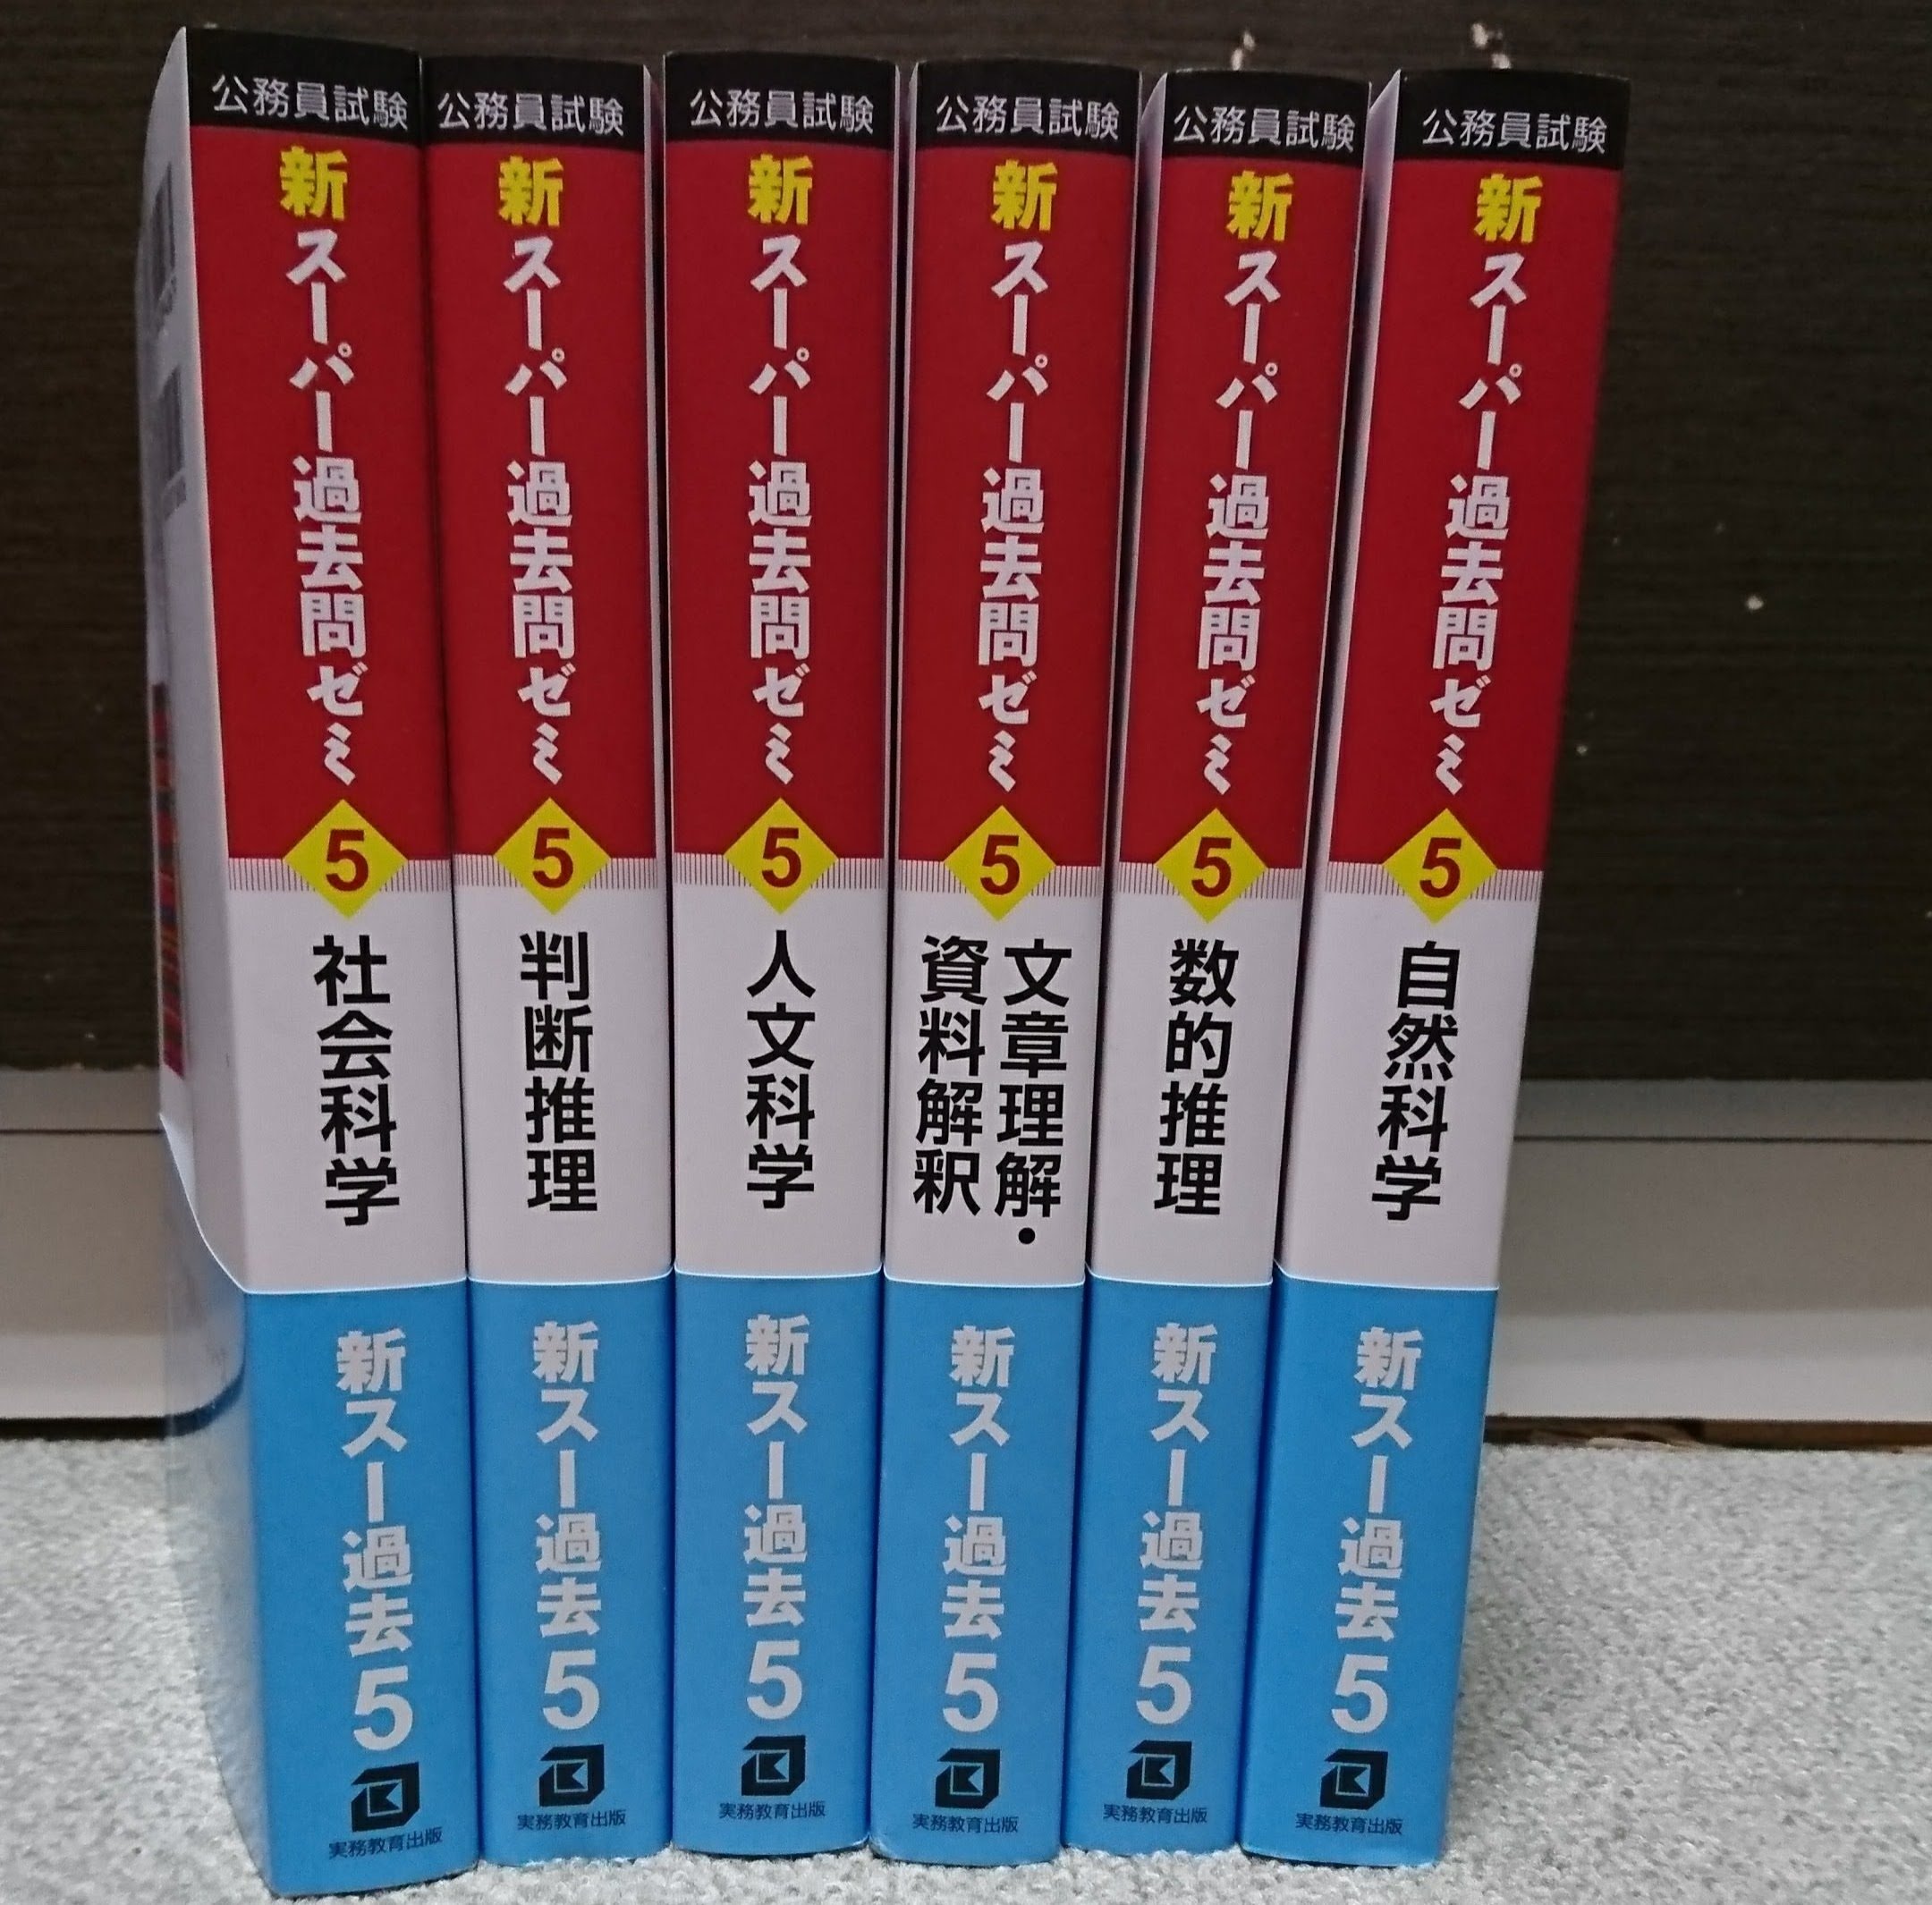 公務員試験
新スーパー過去問ゼミ
5
社会科学
新スー過去5
実務教育出版
公務員試験
新スーパー過去問ゼミ
5
判断推理
新スー過去5
実務教育出版
公務員試験
新スーパー過去問ゼミ
5
人文科学
新スー過去5
実務教育出版
公務員試験
新スーパー過去問ゼミ
5
文章理解・
資料解釈
新スー過去5
実務教育出版
公務員試験
新スーパー過去問ゼミ
5
数的推理
新スー過去5
実務教育出版
公務員試験
新スーパー過去問ゼミ
5
自然科学
新スー過去5
実務教育出版